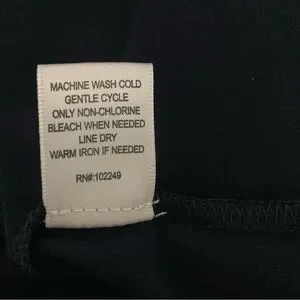 MACHINE WASH COLD
GENTLE CYCLE
ONLY NON-CHLORINE
BLEACH WHEN NEEDED
LINE DRY
WARM IRON IF NEEDED
RN#:102249